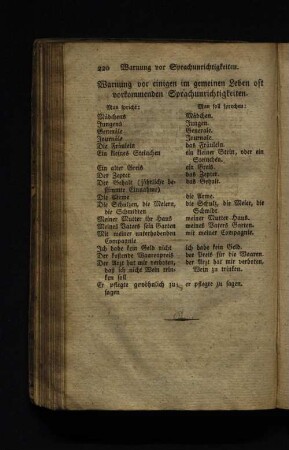 220 Warnung vor Sprachunrichtigkeiten.
Warnung vor einigen im gemeinen Leben oft
vorkommenden Sprachunrichtigkeiten.
Man spricht: Man soll sprechen:
Mädchens Mädchen.
Jungens Jungen.
Generäle Generale.
Journäle Journale.
Die Fräulein das Fräulein.
Ein kleines Steinchen ein kleiner Stein, oder ein
Steinchen.
Ein alter Greis ein Greis.
Der Zepter das Zepter.
Der Gehalt (jährliche be-
stimmte Einnahme) das Gehalt.
Die Arme.
Die Schulzen, die Meiern, die Schulz, die Meier, die
die Schmidten Schmidt.
Meiner Mutter ihr Haus meiner Mutter Haus.
Meines Vaters sein Garten meines Vaters Garten.
Mit meiner unterhabenden mit meiner Compagnie.
Compagnie
Ich habe kein Geld nicht ich habe kein Geld.
Der kostende Waarenpreis der Preis für die Waaren.
Der Arzt hat mir verboten, der Arzt hat mir verboten,
daß ich nicht Wein trin- Wein zu trinken.
ken soll
Er pflegte gewöhnlich zu er pflegte zu sagen.
sagen